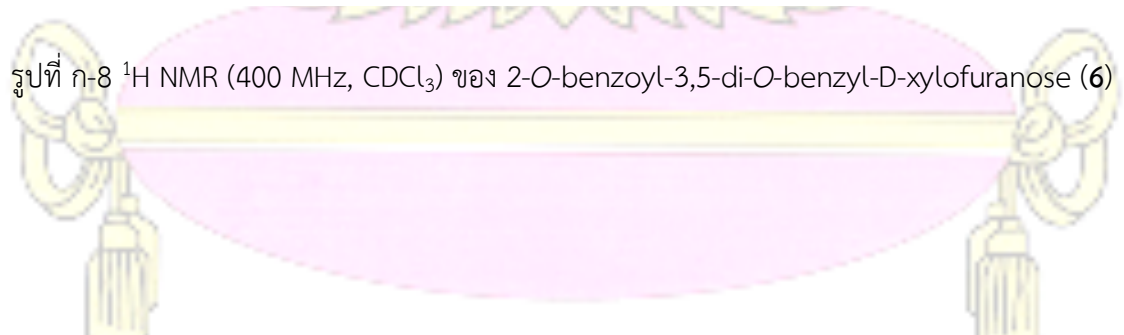 รูปที่ ก-8 ¹H NMR (400 MHz, CDCl₃) ของ 2-O-benzoyl-3,5-di-O-benzyl-D-xylofuranose (6)